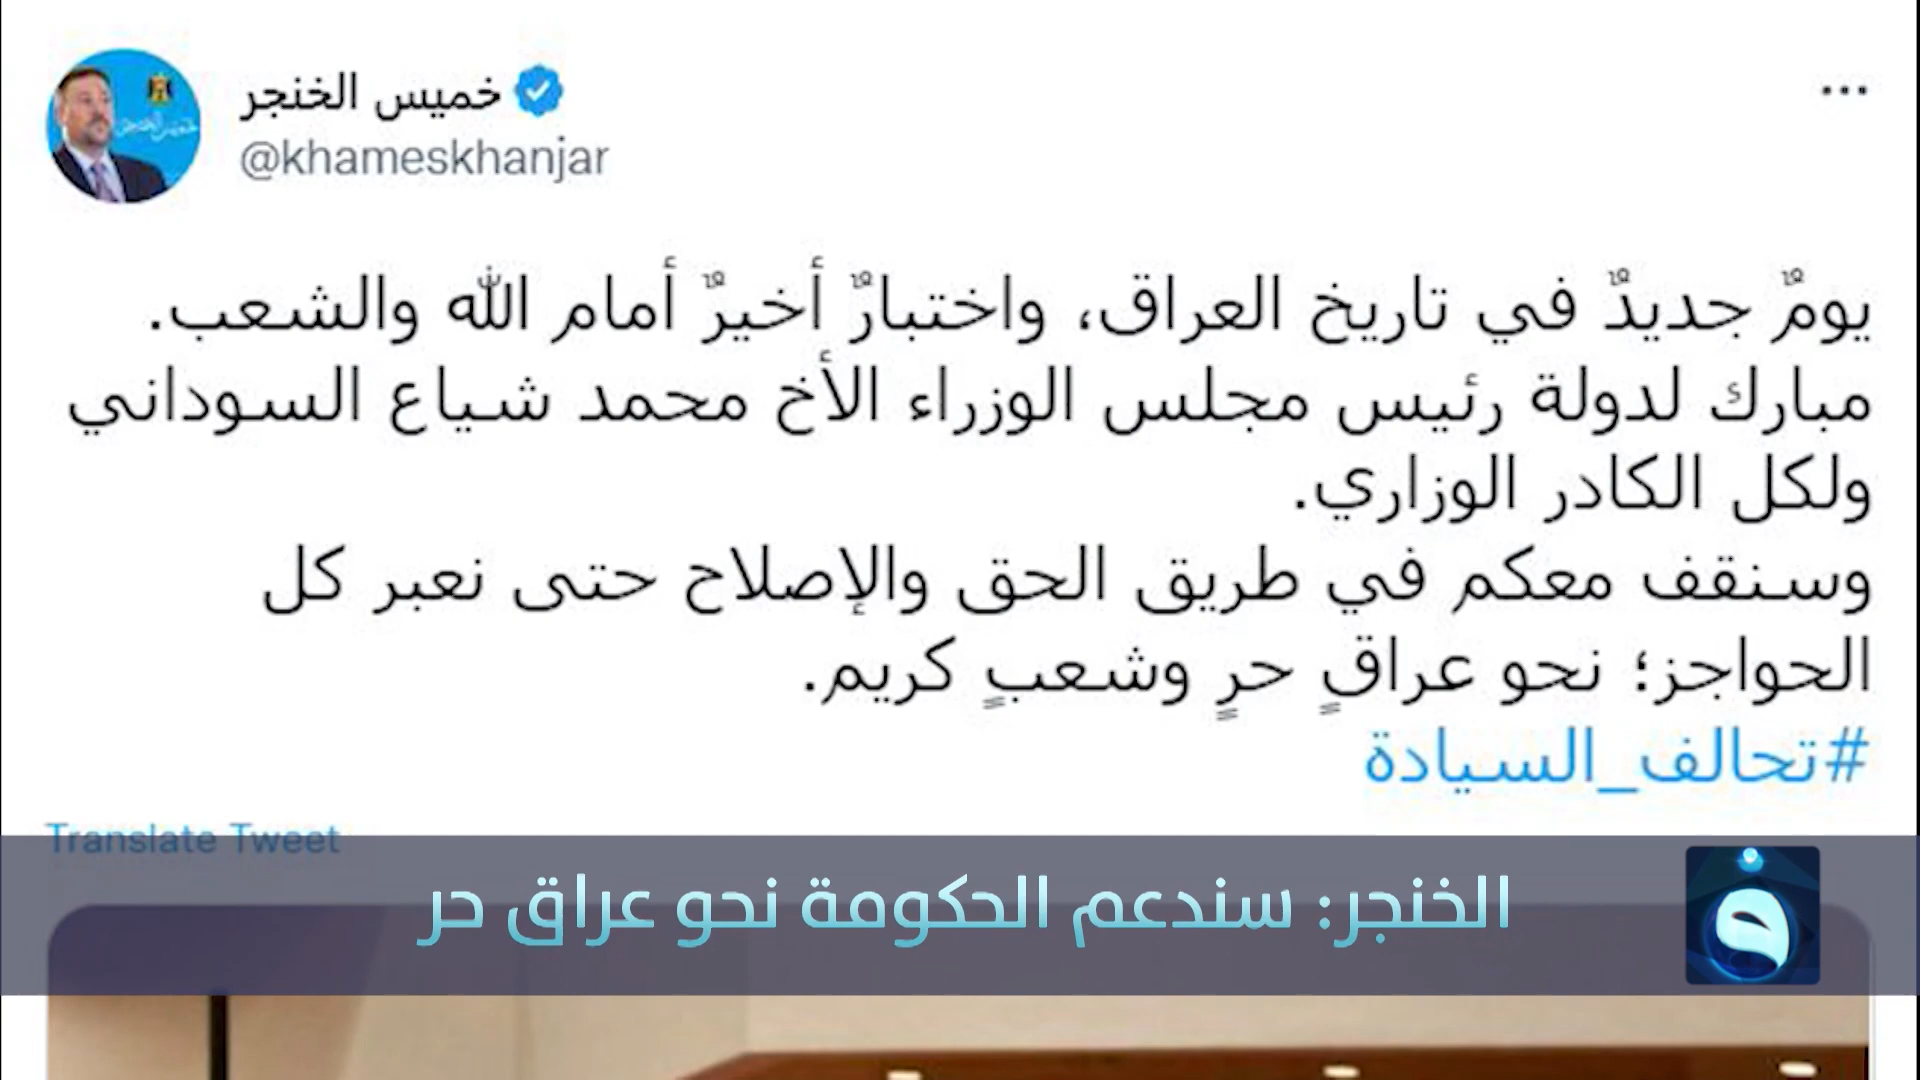 خميس الخنجر
@khameskhanjar
يومٌ جديدٌ في تاريخ العراق، واختبارٌ أخيرٌ أمام الله والشعب.
مبارك لدولة رئيس مجلس الوزراء الأخ محمد شياع السوداني
ولكل الكادر الوزاري.
وسنقف معكم في طريق الحق والإصلاح حتى نعبر كل
الحواجز؛ نحو عراقٍ حرٍ وشعبٍ كريم.
#تحالف_السيادة
Translate Tweet
الخنجر: سندعم الحكومة نحو عراق حر